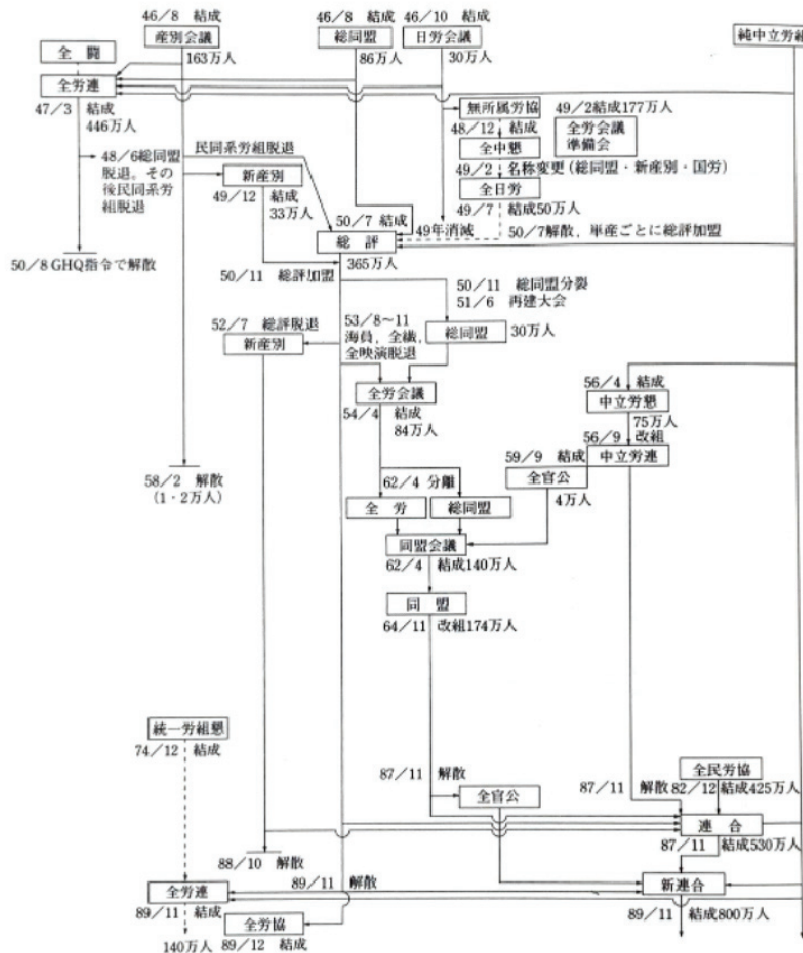 46／8 結成
46／8 結成
46／10 結成
産別会議
総同盟
日労会議
純中立労組
全 闘
163万人
86万人
30万人
全労連
47／3 結成
446万人
無所属労協
49／2結成177万人
48／12 結成
全労会議
準備会
全中懇
48／6総同盟
脱退。その
後民同系労
組脱退
民同系労組脱退
新産別
49／12 結成
33万人
49／2 名称変更(総同盟・新産別・国労)
全日労
49／7 結成50万人
50／7 結成
49年消滅
50／7解散，単産ごとに総評加盟
総 評
365万人
50／8 GHQ指令で解散
50／11 総評加盟
50／11 総同盟分裂
51／6 再建大会
52／7 総評脱退
新産別
53／8～11
海員，全繊，
全映演脱退
総同盟
30万人
全労会議
54／4 結成
84万人
56／4 結成
中立労懇
75万人
56／9 改組
中立労連
59／9 結成
全官公
4万人
58／2 解散
(1・2万人)
62／4 分離
全 労
総同盟
同盟会議
62／4 結成140万人
同 盟
64／11 改組174万人
統一労組懇
74／12 結成
87／11 解散
全官公
87／11 解散
全民労協
82／12 結成425万人
連 合
87／11 結成530万人
88／10 解散
全労連
89／11 結成
140万人
89／11 解散
全労協
89／12 結成
新連合
89／11 結成800万人